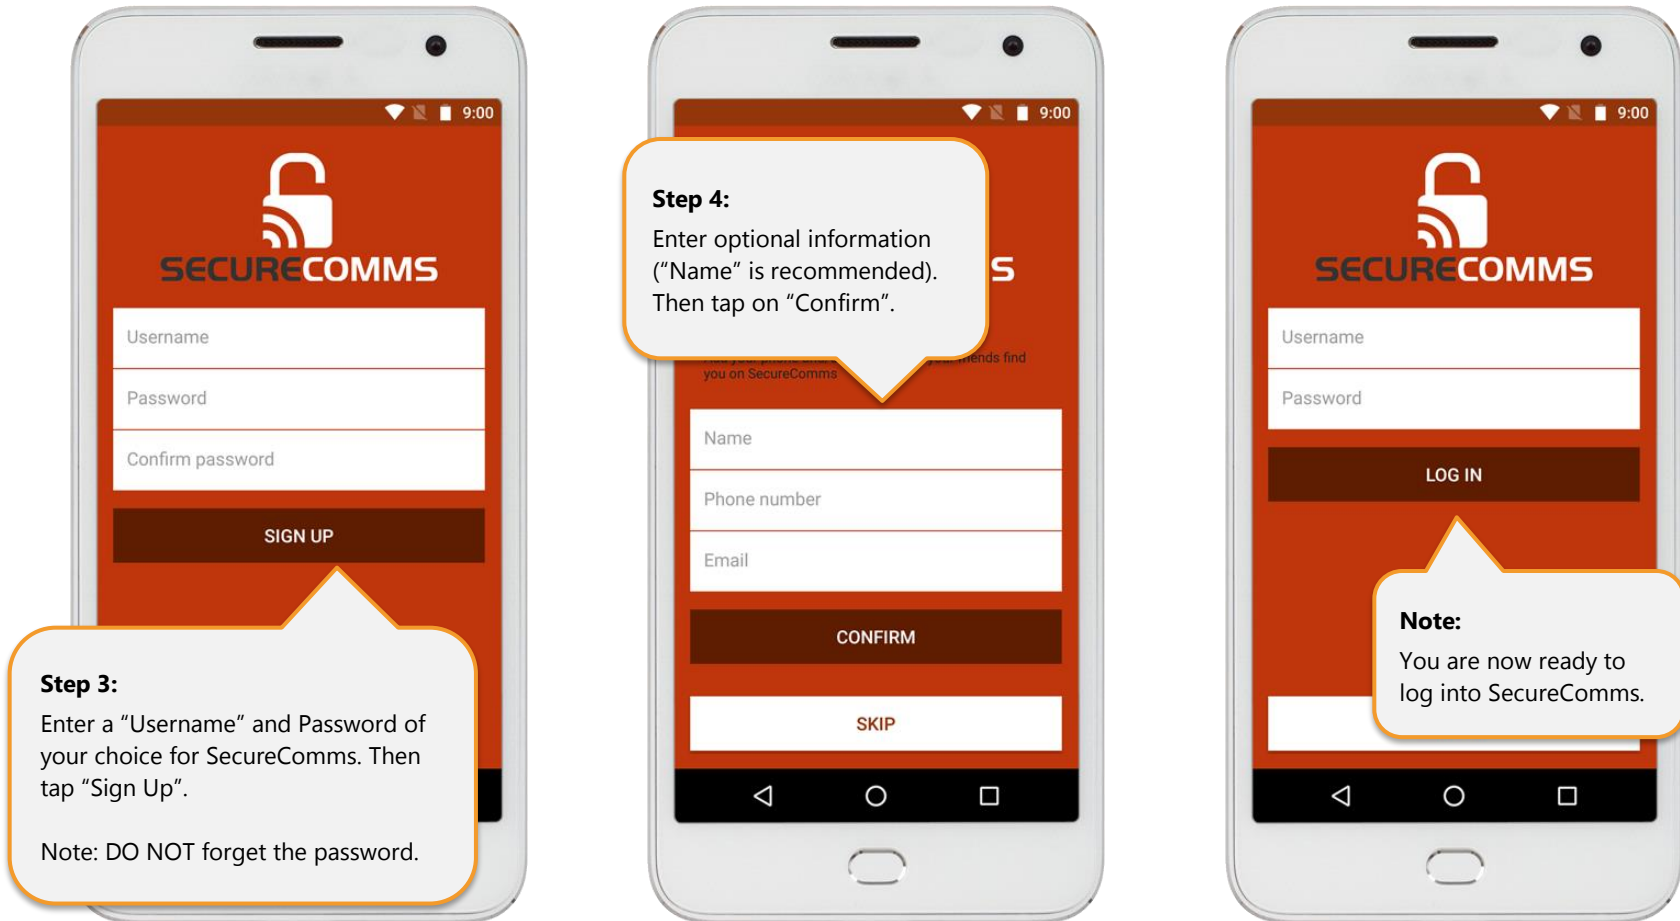 9:00
SECURECOMMS
Username
Password
Confirm password
SIGN UP
Step 3:
Enter a “Username” and Password of
your choice for SecureComms. Then
tap “Sign Up”.
Note: DO NOT forget the password.
9:00
Step 4:
Enter optional information
(“Name” is recommended).
Then tap on “Confirm”.
S
friends find
you on SecureComms
Name
Phone number
Email
CONFIRM
SKIP
9:00
SECURECOMMS
Username
Password
LOG IN
Note:
You are now ready to
log into SecureComms.